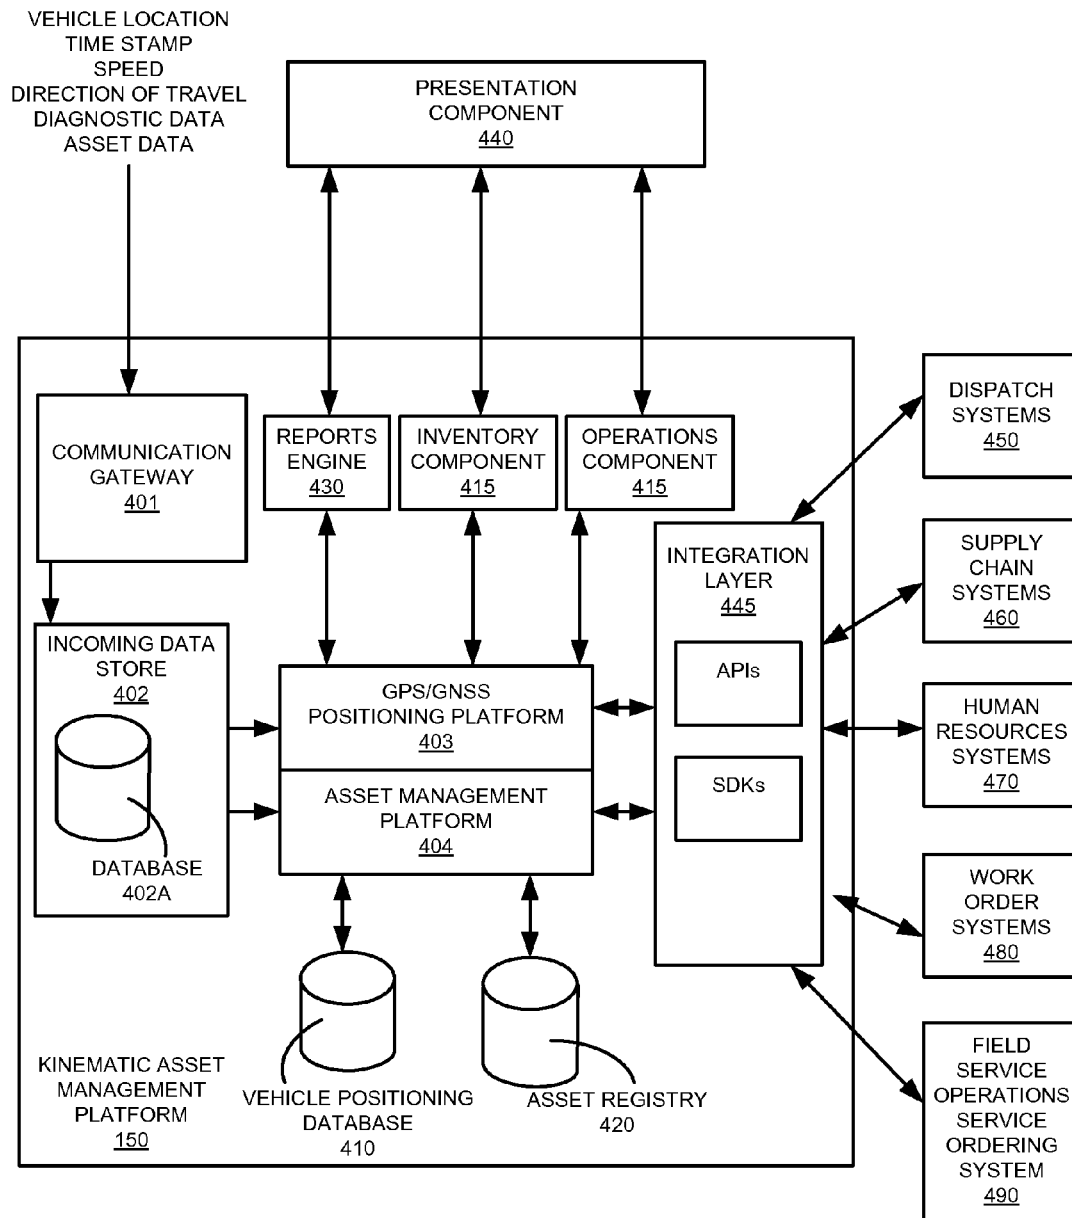 VEHICLE LOCATION
TIME STAMP
SPEED
DIRECTION OF TRAVEL
DIAGNOSTIC DATA
ASSET DATA
PRESENTATION
COMPONENT
440
COMMUNICATION
GATEWAY
401
REPORTS
ENGINE
430
INVENTORY
COMPONENT
415
OPERATIONS
COMPONENT
415
INTEGRATION
LAYER
445
APIs
SDKs
DISPATCH
SYSTEMS
450
SUPPLY
CHAIN
SYSTEMS
460
HUMAN
RESOURCES
SYSTEMS
470
WORK
ORDER
SYSTEMS
480
FIELD
SERVICE
OPERATIONS
SERVICE
ORDERING
SYSTEM
490
INCOMING DATA
STORE
402
DATABASE
402A
GPS/GNSS
POSITIONING PLATFORM
403
ASSET MANAGEMENT
PLATFORM
404
KINEMATIC ASSET
MANAGEMENT
PLATFORM
150
VEHICLE POSITIONING
DATABASE
410
ASSET REGISTRY
420